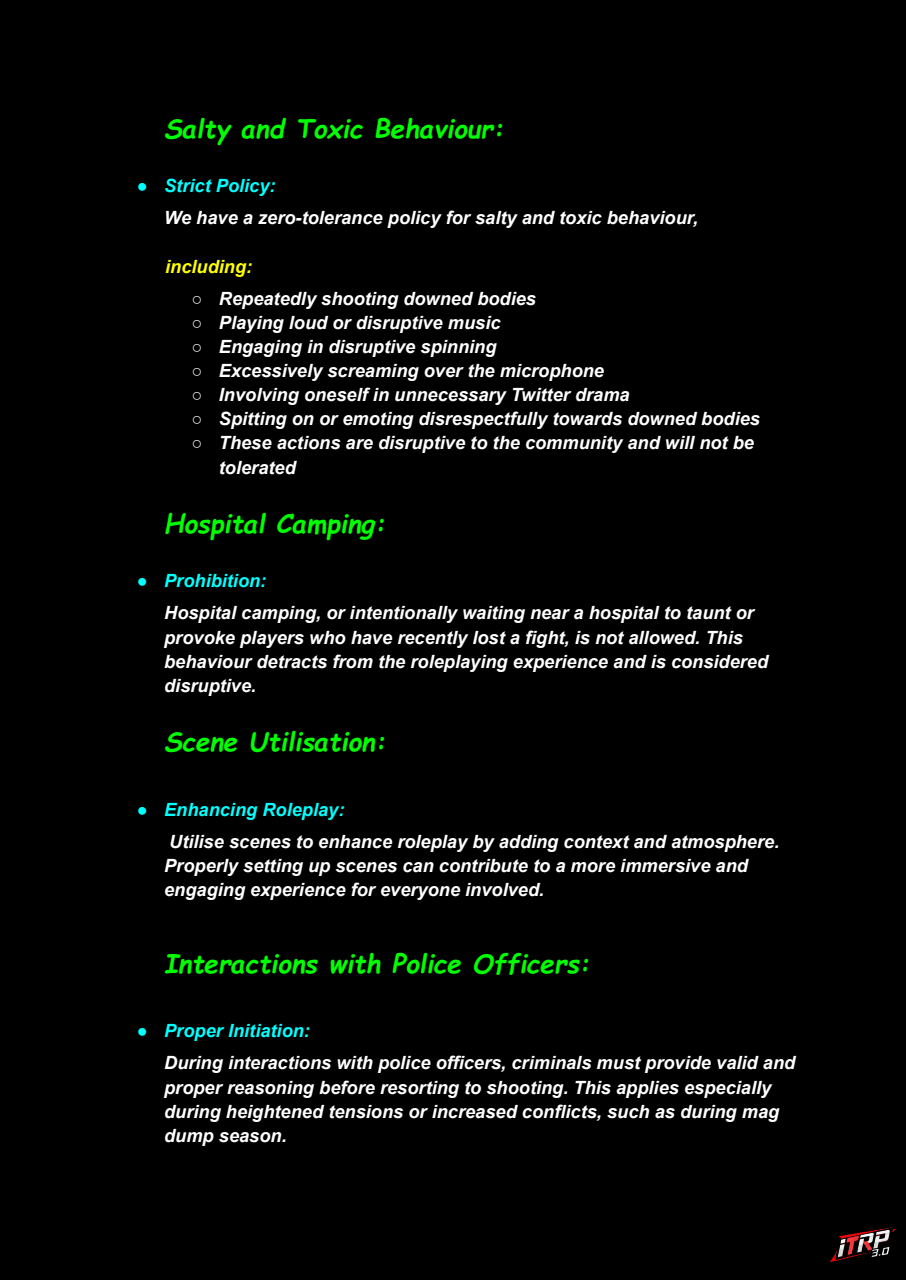 Salty and Toxic Behaviour:
● Strict Policy:
We have a zero-tolerance policy for salty and toxic behaviour,
including:
○ Repeatedly shooting downed bodies
○ Playing loud or disruptive music
○ Engaging in disruptive spinning
○ Excessively screaming over the microphone
○ Involving oneself in unnecessary Twitter drama
○ Spitting on or emoting disrespectfully towards downed bodies
○ These actions are disruptive to the community and will not be
tolerated
Hospital Camping:
● Prohibition:
Hospital camping, or intentionally waiting near a hospital to taunt or
provoke players who have recently lost a fight, is not allowed. This
behaviour detracts from the roleplaying experience and is considered
disruptive.
Scene Utilisation:
● Enhancing Roleplay:
Utilise scenes to enhance roleplay by adding context and atmosphere.
Properly setting up scenes can contribute to a more immersive and
engaging experience for everyone involved.
Interactions with Police Officers:
● Proper Initiation:
During interactions with police officers, criminals must provide valid and
proper reasoning before resorting to shooting. This applies especially
during heightened tensions or increased conflicts, such as during mag
dump season.
iTRP
3.0